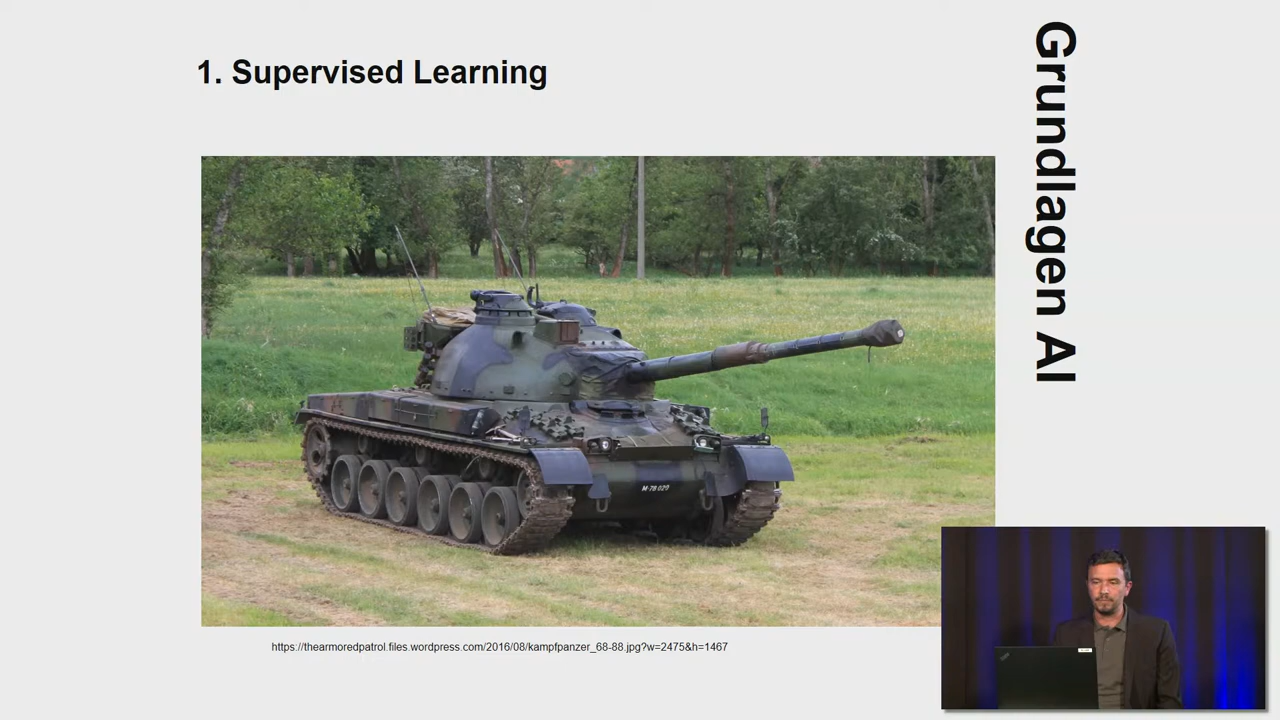 1. Supervised Learning
Grundlagen AI
M-78 020
https://thearmoredpatrol.files.wordpress.com/2016/08/kampfpanzer_68-88.jpg?w=2475&h=1467